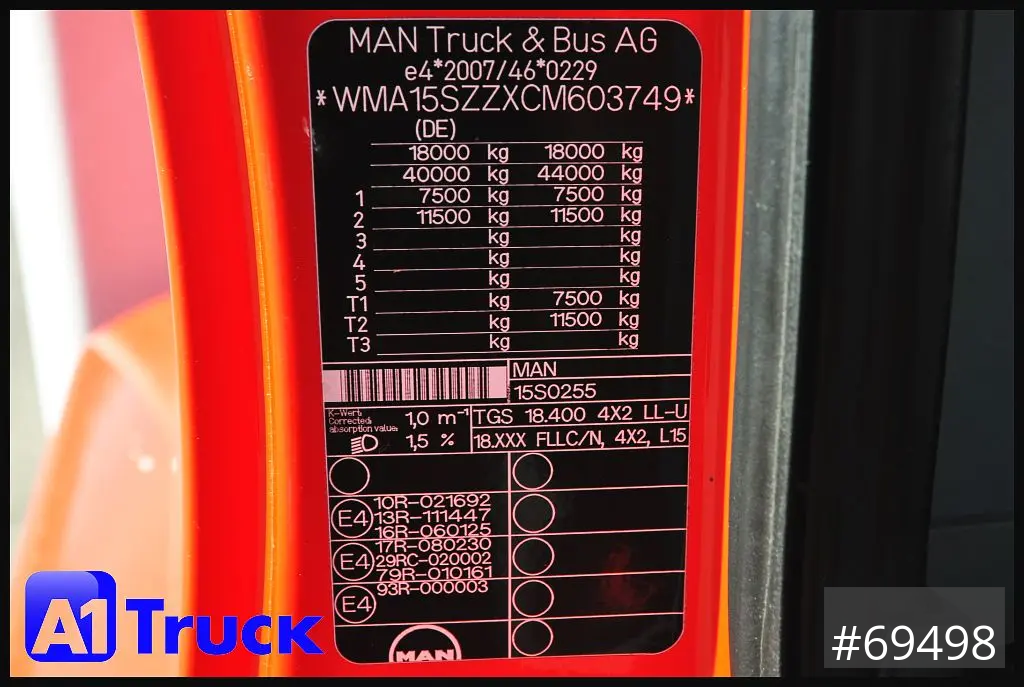 MAN Truck & Bus AG
e4*2007/46*0229
*WMA15SZZXCM603749*
(DE)
18000 kg 18000 kg
40000 kg 44000 kg
1 7500 kg 7500 kg
2 11500 kg 11500 kg
3 kg kg
4 kg kg
5 kg kg
T1 kg 7500 kg
T2 kg 11500 kg
T3 kg kg
MAN
15S0255
K-Wert:
Corrected
absorption value:
1,0 m-1
1,5 %
TGS 18.400 4X2 LL-U
18.XXX FLLC/N, 4X2, L15
E4
10R-021692
13R-111447
16R-060125
E4
17R-080230
29RC-020002
79R-010161
E4
93R-000003
MAN
A1 Truck
#69498